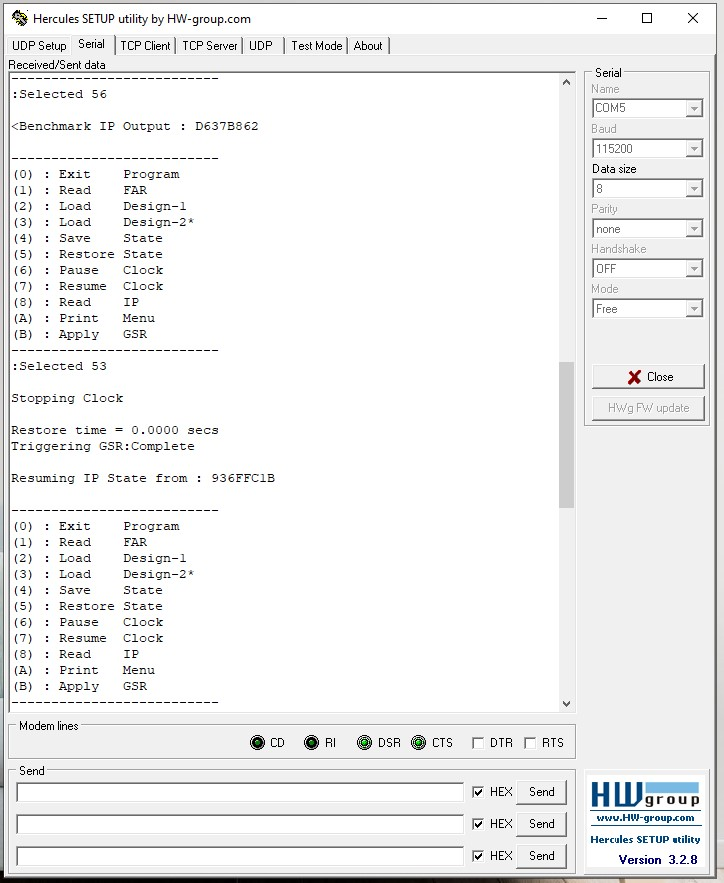 Hercules SETUP utility by HW-group.com
UDP Setup Serial TCP Client TCP Server UDP Test Mode About
Received/Sent data
---------------------------
:Selected 56
<Benchmark IP Output : D637B862
---------------------------
(0) : Exit    Program
(1) : Read    FAR
(2) : Load    Design-1
(3) : Load    Design-2*
(4) : Save    State
(5) : Restore State
(6) : Pause   Clock
(7) : Resume  Clock
(8) : Read    IP
(A) : Print   Menu
(B) : Apply   GSR
---------------------------
:Selected 53
Stopping Clock
Restore time = 0.0000 secs
Triggering GSR:Complete
Resuming IP State from : 936FFC1B
---------------------------
(0) : Exit    Program
(1) : Read    FAR
(2) : Load    Design-1
(3) : Load    Design-2*
(4) : Save    State
(5) : Restore State
(6) : Pause   Clock
(7) : Resume  Clock
(8) : Read    IP
(A) : Print   Menu
(B) : Apply   GSR
---------------------------
Serial
Name
COM5
Baud
115200
Data size
8
Parity
none
Handshake
OFF
Mode
Free
Close
HWg FW update
Modem lines
CD RI DSR CTS DTR RTS
Send
HEX Send
HEX Send
HEX Send
HWgroup
www.HW-group.com
Hercules SETUP utility
Version 3.2.8